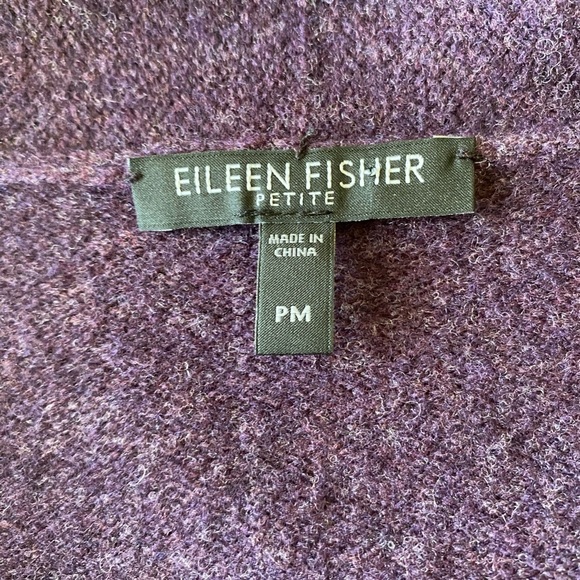 EILEEN FISHER
PETITE
MADE IN
CHINA
PM